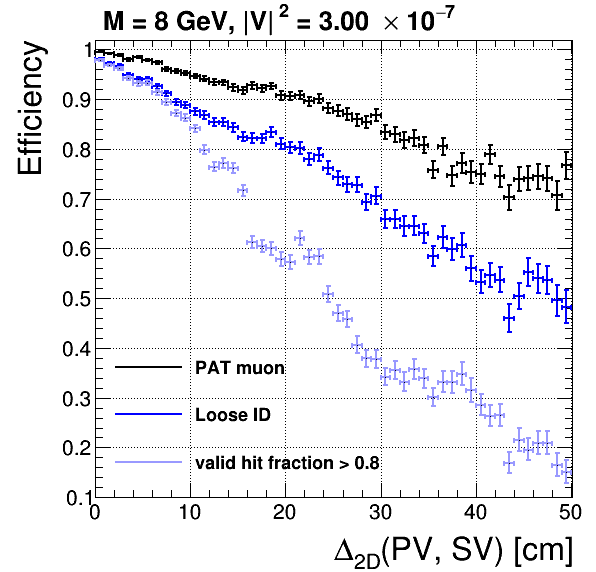 M = 8 GeV, |V|² = 3.00 × 10⁻⁷
Efficiency
0.9
0.8
0.7
0.6
0.5
0.4
0.3
0.2
0.1
PAT muon
Loose ID
valid hit fraction > 0.8
0 10 20 30 40 50
Δ₂D(PV, SV) [cm]